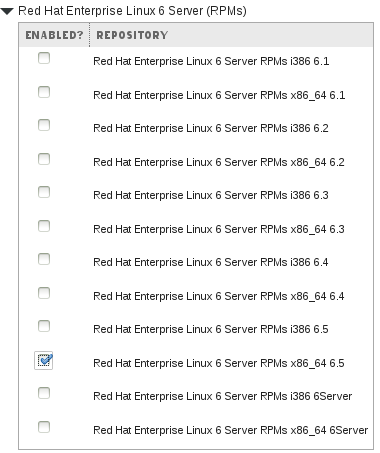 Red Hat Enterprise Linux 6 Server (RPMs)
ENABLED? REPOSITORY
Red Hat Enterprise Linux 6 Server RPMs i386 6.1
Red Hat Enterprise Linux 6 Server RPMs x86_64 6.1
Red Hat Enterprise Linux 6 Server RPMs i386 6.2
Red Hat Enterprise Linux 6 Server RPMs x86_64 6.2
Red Hat Enterprise Linux 6 Server RPMs i386 6.3
Red Hat Enterprise Linux 6 Server RPMs x86_64 6.3
Red Hat Enterprise Linux 6 Server RPMs i386 6.4
Red Hat Enterprise Linux 6 Server RPMs x86_64 6.4
Red Hat Enterprise Linux 6 Server RPMs i386 6.5
Red Hat Enterprise Linux 6 Server RPMs x86_64 6.5
Red Hat Enterprise Linux 6 Server RPMs i386 6Server
Red Hat Enterprise Linux 6 Server RPMs x86_64 6Server